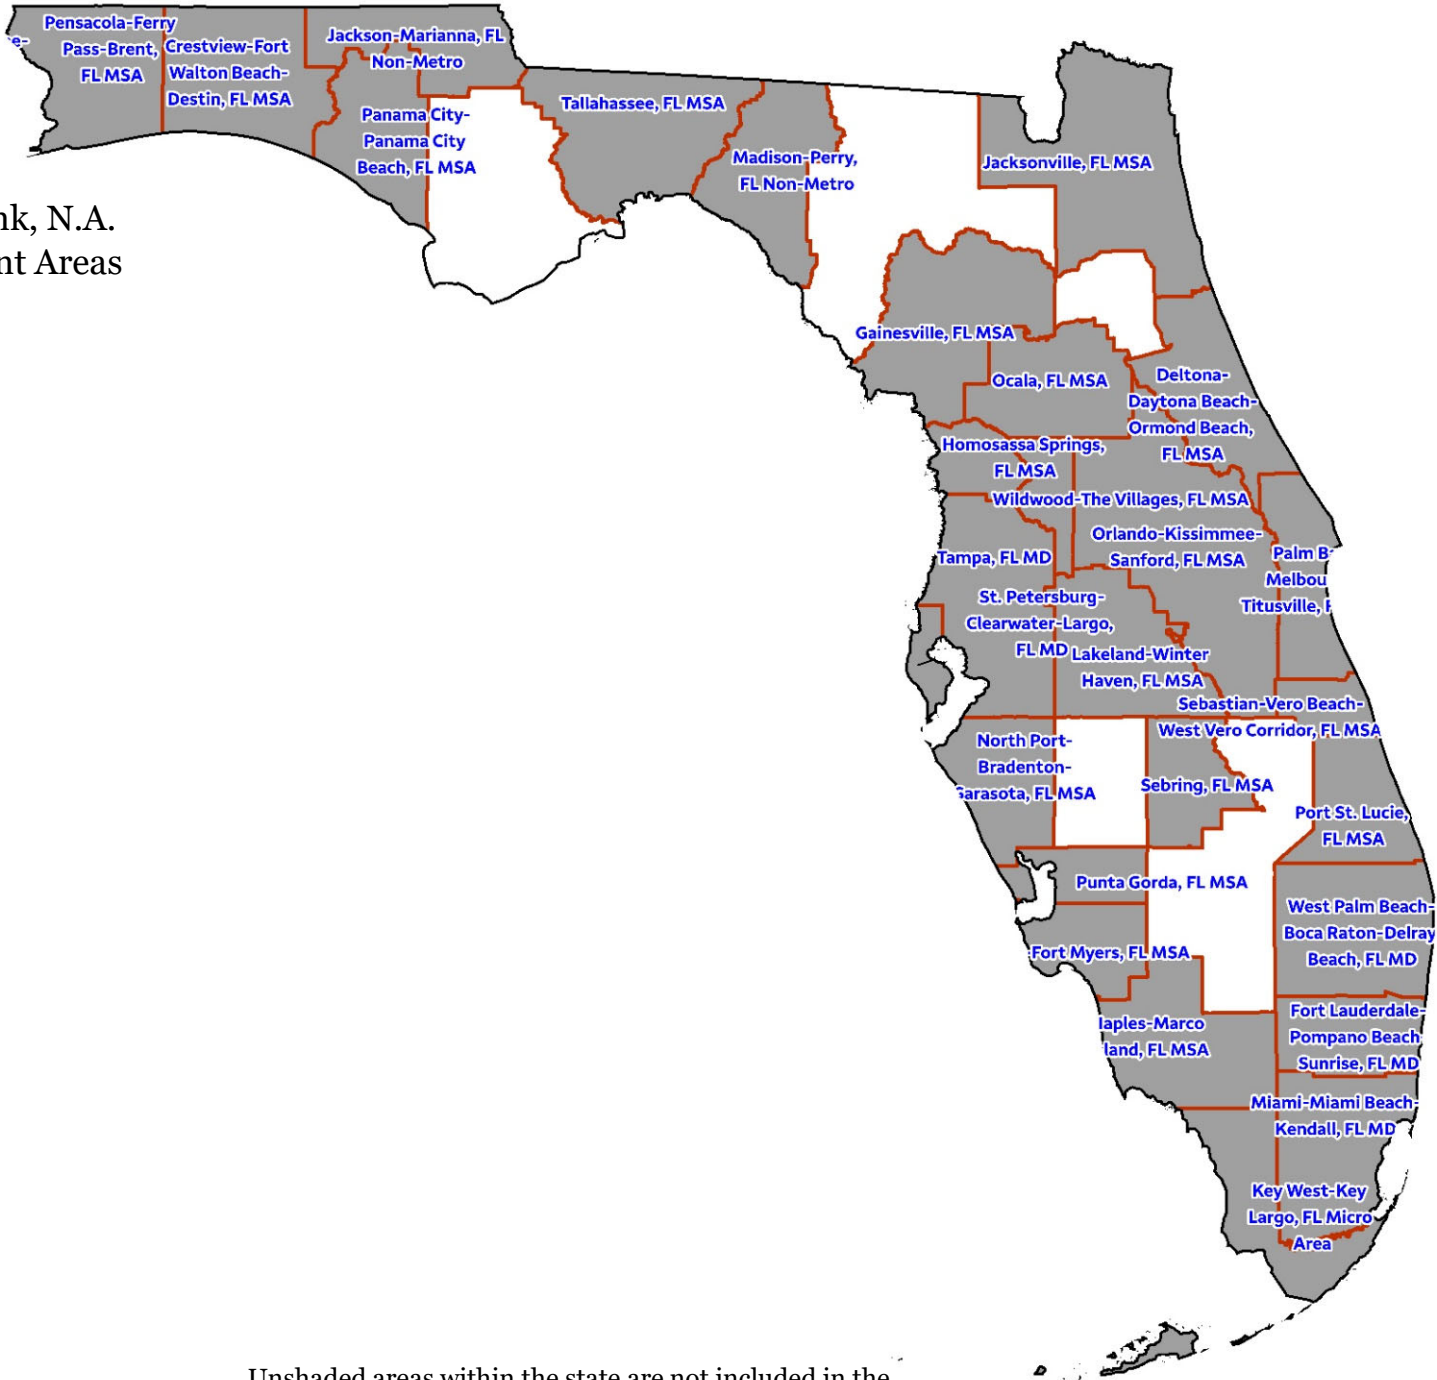 Pensacola-Ferry
Pass-Brent,
FL MSA
Crestview-Fort
Walton Beach-
Destin, FL MSA
Jackson-Marianna, FL
Non-Metro
Panama City-
Panama City
Beach, FL MSA
Tallahassee, FL MSA
Madison-Perry,
FL Non-Metro
Jacksonville, FL MSA
N.A.
Areas
Gainesville, FL MSA
Ocala, FL MSA
Deltona-
Daytona Beach-
Ormond Beach,
FL MSA
Homosassa Springs,
FL MSA
Wildwood-The Villages, FL MSA
Orlando-Kissimmee-
Sanford, FL MSA
Palm
Titusville,
Tampa, FL MD
St. Petersburg-
Clearwater-Largo,
FL MD
Lakeland-Winter
Haven, FL MSA
Sebastian-Vero Beach-
West Vero Corridor, FL MSA
North Port-
Bradenton-
Sarasota, FL MSA
Sebring, FL MSA
Port St. Lucie,
FL MSA
Punta Gorda, FL MSA
West Palm Beach-
Boca Raton-Delray
Beach, FL MD
Fort Myers, FL MSA
Fort Lauderdale-
Pompano Beach
Sunrise, FL MD
aples-Marco
land, FL MSA
Miami-Miami Beach-
Kendall, FL MD
Key West-Key
Largo, FL Micro
Area
Unshaded areas within the state are not included in the